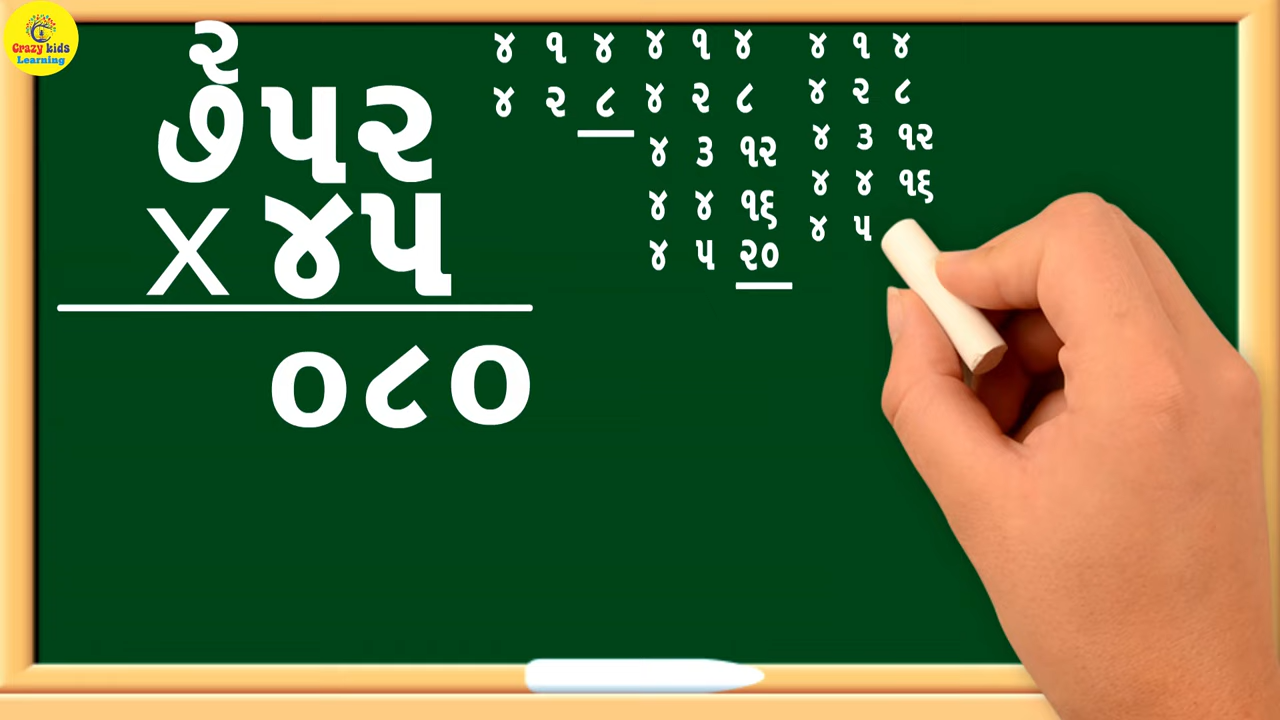 Crazy kids
Learning
૨
૭૫૨
X ૪૫
૦૮૦
૪ ૧ ૪
૪ ૨ ૮
૪ ૧ ૪
૪ ૨ ૮
૪ ૩ ૧૨
૪ ૪ ૧૬
૪ ૫ ૨૦
૪ ૧ ૪
૪ ૨ ૮
૪ ૩ ૧૨
૪ ૪ ૧૬
૪ ૫